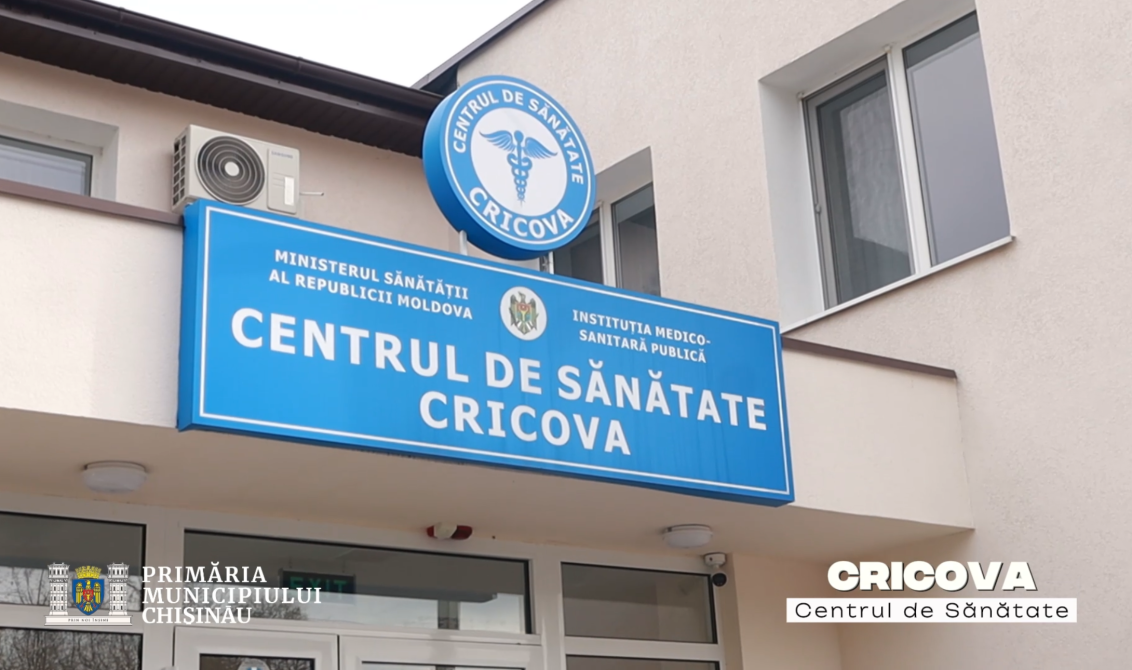 CENTRUL DE SĂNĂTATE
CRICOVA
MINISTERUL SĂNĂTĂȚII
AL REPUBLICII MOLDOVA
INSTITUȚIA MEDICO-
SANITARĂ PUBLICĂ
CENTRUL DE SĂNĂTATE
CRICOVA
EXIT
PRIMĂRIA
MUNICIPIULUI
CHIȘINĂU
CRICOVA
Centrul de Sănătate